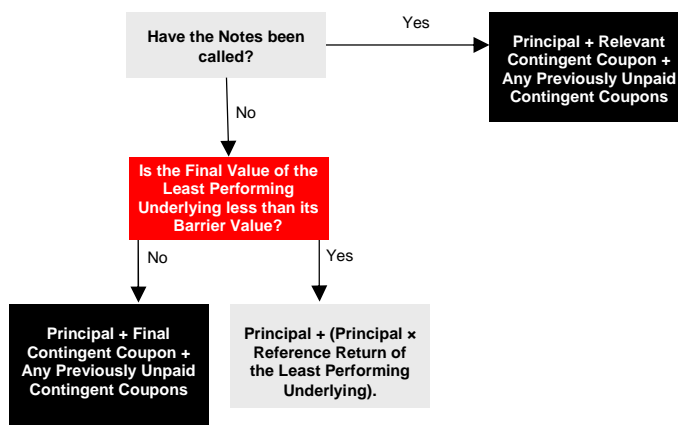 Have the Notes been
called?
Yes
Principal + Relevant
Contingent Coupon +
Any Previously Unpaid
Contingent Coupons
No
Is the Final Value of the
Least Performing
Underlying less than its
Barrier Value?
No
Yes
Principal + Final
Contingent Coupon +
Any Previously Unpaid
Contingent Coupons
Principal + (Principal ×
Reference Return of
the Least Performing
Underlying).